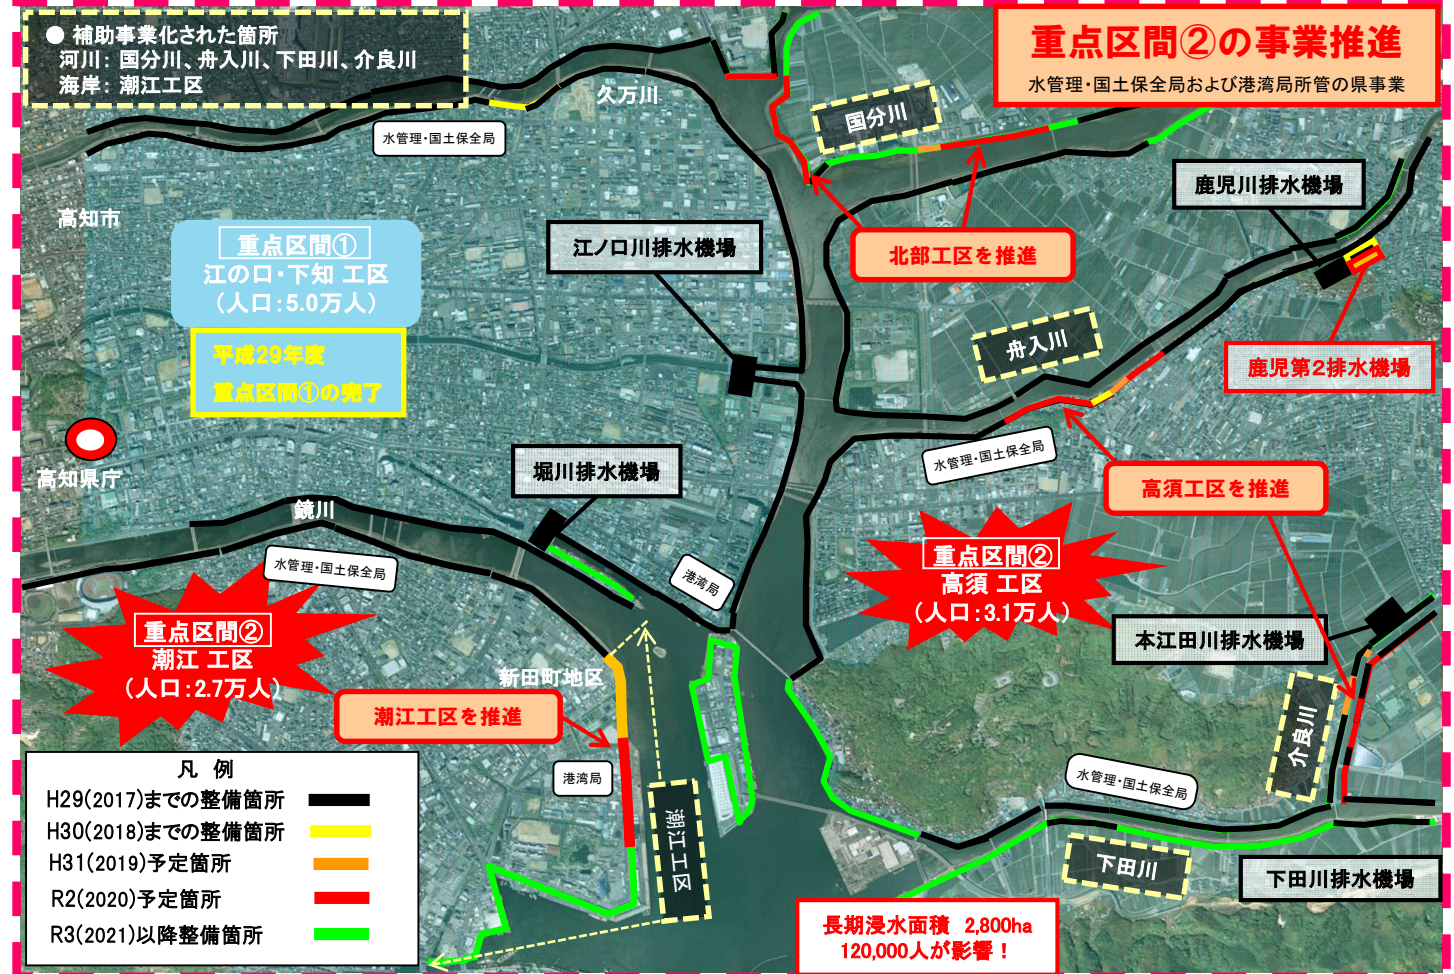 ● 補助事業化された箇所
河川：国分川、舟入川、下田川、介良川
海岸：潮江工区
重点区間②の事業推進
水管理・国土保全局および港湾局所管の県事業
久万川
水管理・国土保全局
国分川
鹿児川排水機場
高知市
重点区間①
江の口・下知 工区
（人口：5.0万人）
平成29年度
重点区間①の完了
江ノ口川排水機場
北部工区を推進
舟入川
鹿児第2排水機場
高知県庁
堀川排水機場
水管理・国土保全局
高須工区を推進
鏡川
水管理・国土保全局
港湾局
重点区間②
高須 工区
（人口：3.1万人）
重点区間②
潮江 工区
（人口：2.7万人）
本江田川排水機場
新田町地区
潮江工区を推進
介良川
港湾局
水管理・国土保全局
潮江工区
下田川
下田川排水機場
凡 例
H29(2017)までの整備箇所
H30(2018)までの整備箇所
H31(2019)予定箇所
R2(2020)予定箇所
R3(2021)以降整備箇所
長期浸水面積 2,800ha
120,000人が影響！